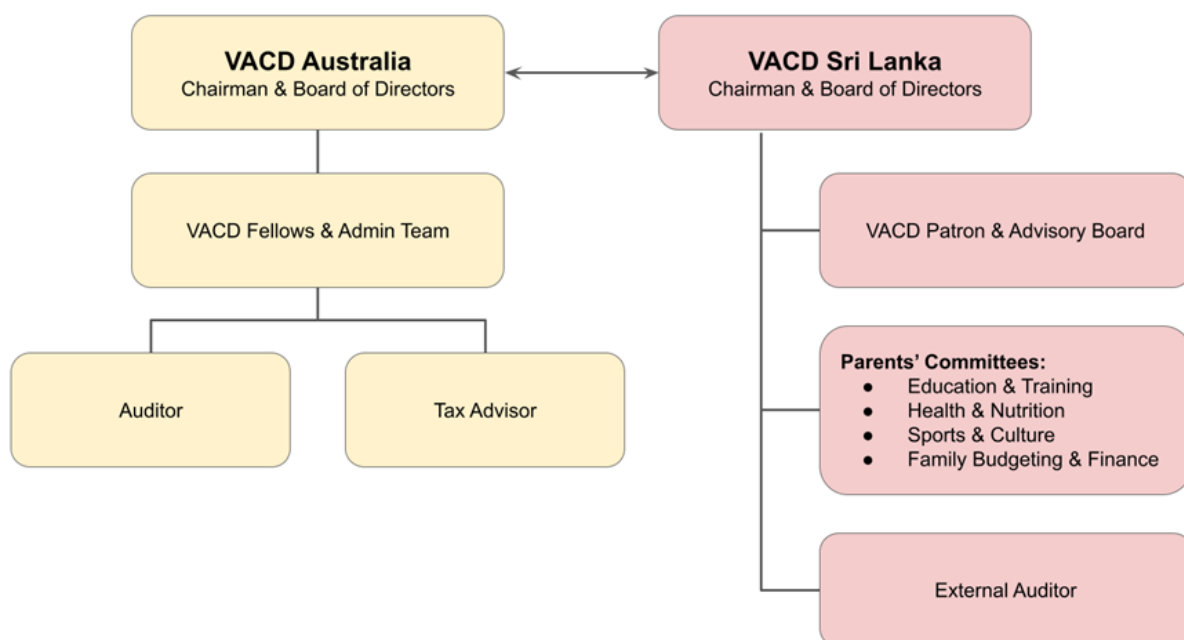 VACD Australia
Chairman & Board of Directors
VACD Sri Lanka
Chairman & Board of Directors
VACD Fellows & Admin Team
VACD Patron & Advisory Board
Auditor
Tax Advisor
Parents’ Committees:
● Education & Training
● Health & Nutrition
● Sports & Culture
● Family Budgeting & Finance
External Auditor